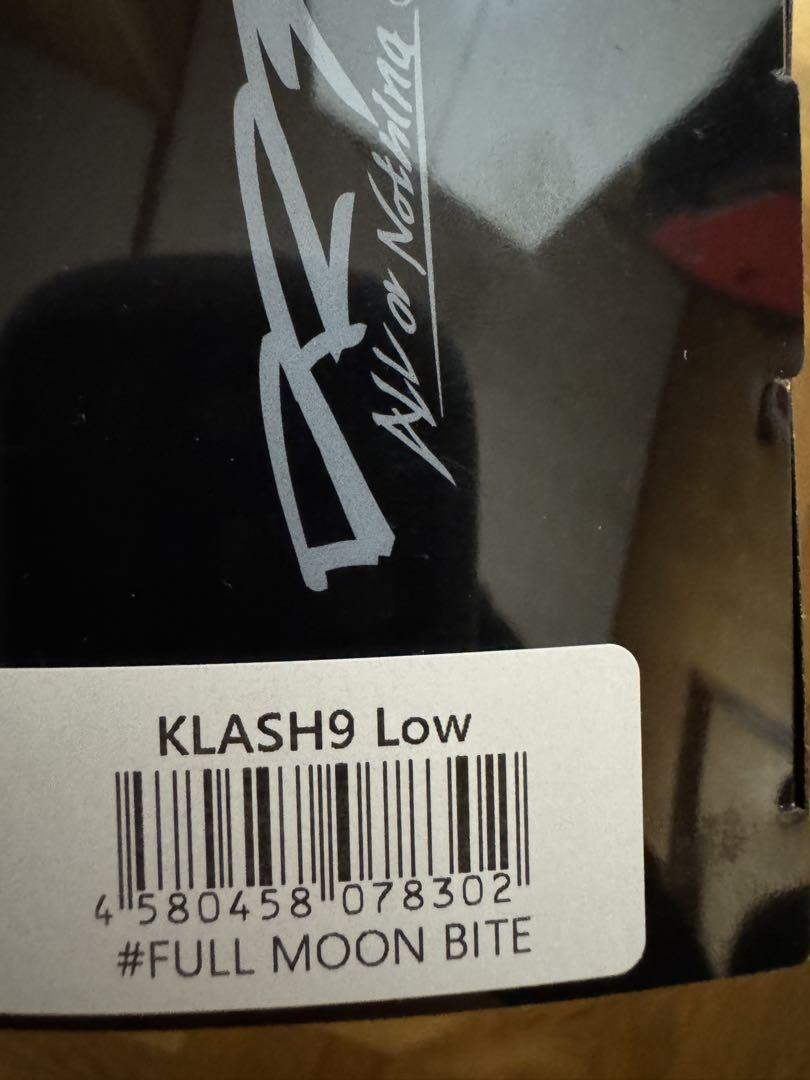 All or Nothing
KLASH9 Low
4 580458 078302
#FULL MOON BITE